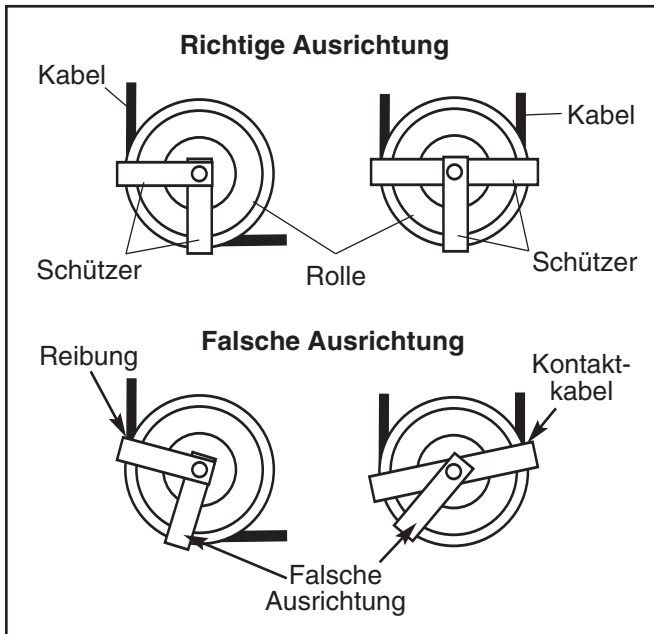 Richtige Ausrichtung
Kabel
Kabel
Schützer
Rolle
Schützer
Falsche Ausrichtung
Reibung
Kontakt-
kabel
Falsche
Ausrichtung